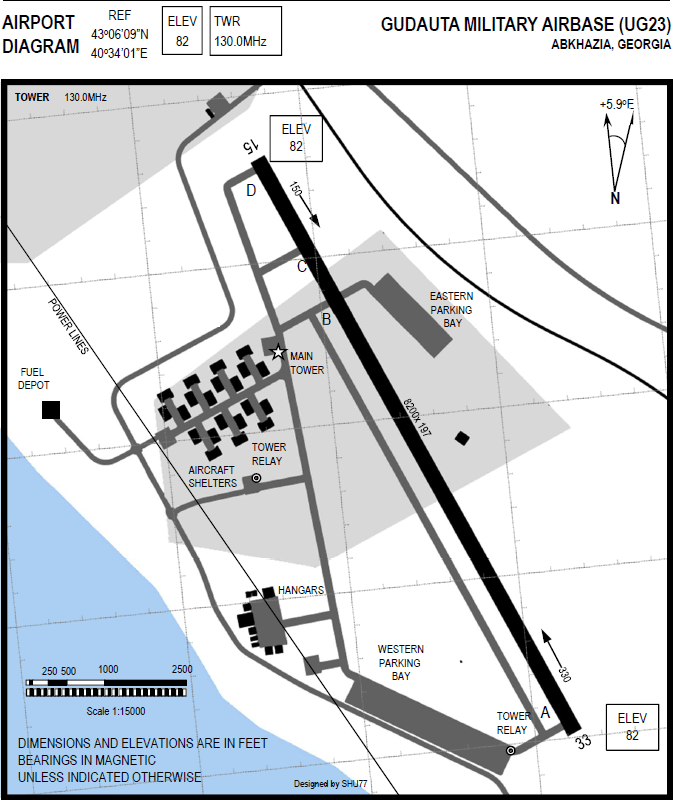 AIRPORT
DIAGRAM
REF
43º06'09"N
40º34'01"E
ELEV
82
TWR
130.0MHz
GUDAUTA MILITARY AIRBASE (UG23)
ABKHAZIA, GEORGIA
TOWER 130.0MHz
ELEV
82
+5.9ºE
N
15
150
D
C
B
EASTERN
PARKING
BAY
POWER LINES
MAIN
TOWER
FUEL
DEPOT
8200x197
TOWER
RELAY
AIRCRAFT
SHELTERS
HANGARS
WESTERN
PARKING
BAY
330
A
TOWER
RELAY
33
ELEV
82
250 500 1000 2500
Scale 1:15000
DIMENSIONS AND ELEVATIONS ARE IN FEET
BEARINGS IN MAGNETIC
UNLESS INDICATED OTHERWISE
Designed by SHU77